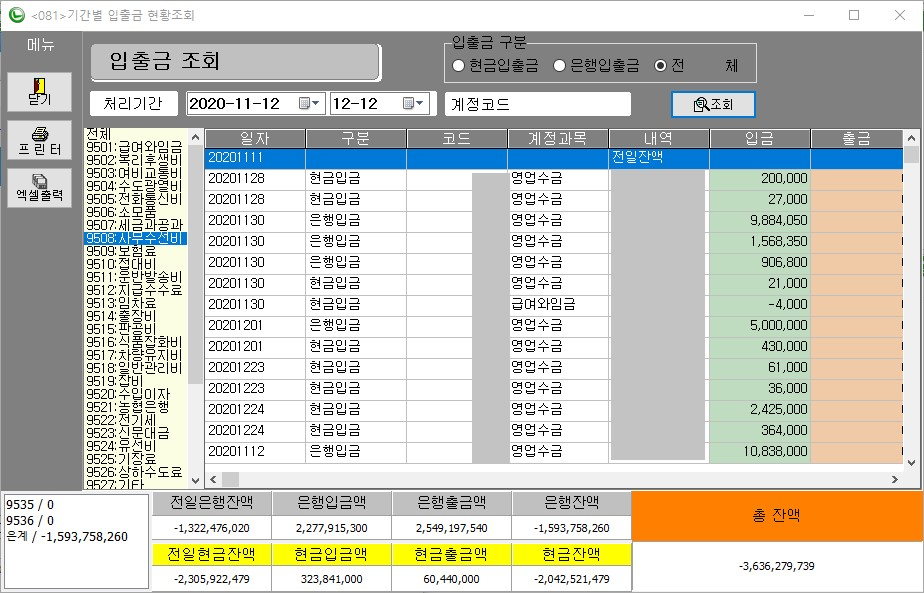 <081>기간별 입출금 현황조회
메뉴
닫기
프린터
엑셀출력
입출금 조회
입출금 구분
현금입출금 은행입출금 전 체
처리기간 2020-11-12 12-12 계정코드 조회
전체
9501:급여와임금
9502:복리후생비
9503:여비교통비
9504:수도광열비
9505:전화통신비
9506:소모품
9507:세금과공과
9508:사무수선비
9509:보험료
9510:접대비
9511:운반발송비
9512:지급수수료
9513:임차료
9514:출장비
9515:판공비
9516:식품잡화비
9517:차량유지비
9518:일반관리비
9519:잡비
9520:수입이자
9521:농협은행
9522:전기세
9523:신문대금
9524:유선비
9525:기장료
9526:상하수도료
9527:기타
일자 구분 코드 계정과목 내역 입금 출금
20201111 전일잔액
20201128 현금입금 영업수금 200,000
20201128 현금입금 영업수금 27,000
20201130 은행입금 영업수금 9,884,050
20201130 은행입금 영업수금 1,568,350
20201130 은행입금 영업수금 906,800
20201130 현금입금 영업수금 21,000
20201130 현금입금 급여와임금 -4,000
20201201 은행입금 영업수금 5,000,000
20201201 현금입금 영업수금 430,000
20201223 현금입금 영업수금 61,000
20201223 현금입금 영업수금 36,000
20201224 현금입금 영업수금 2,425,000
20201224 현금입금 영업수금 364,000
20201112 은행입금 영업수금 10,838,000
9535 / 0
9536 / 0
은계 / -1,593,758,260
전일은행잔액 은행입금액 은행출금액 은행잔액
-1,322,476,020 2,277,915,300 2,549,197,540 -1,593,758,260
전일현금잔액 현금입금액 현금출금액 현금잔액
-2,305,922,479 323,841,000 60,440,000 -2,042,521,479
총 잔액
-3,636,279,739